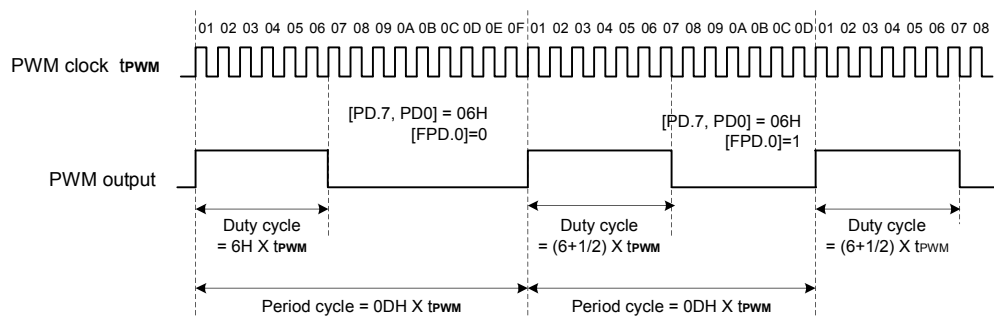 01 02 03 04 05 06 07 08 09 0A 0B 0C 0D 0E 0F 01 02 03 04 05 06 07 08 09 0A 0B 0C 0D 01 02 03 04 05 06 07 08
PWM clock tPWM
[PD.7, PD0] = 06H
[FPD.0]=0
[PD.7, PD0] = 06H
[FPD.0]=1
PWM output
Duty cycle
= 6H X tPWM
Duty cycle
= (6+1/2) X tPWM
Duty cycle
= (6+1/2) X tPWM
Period cycle = 0DH X tPWM
Period cycle = 0DH X tPWM